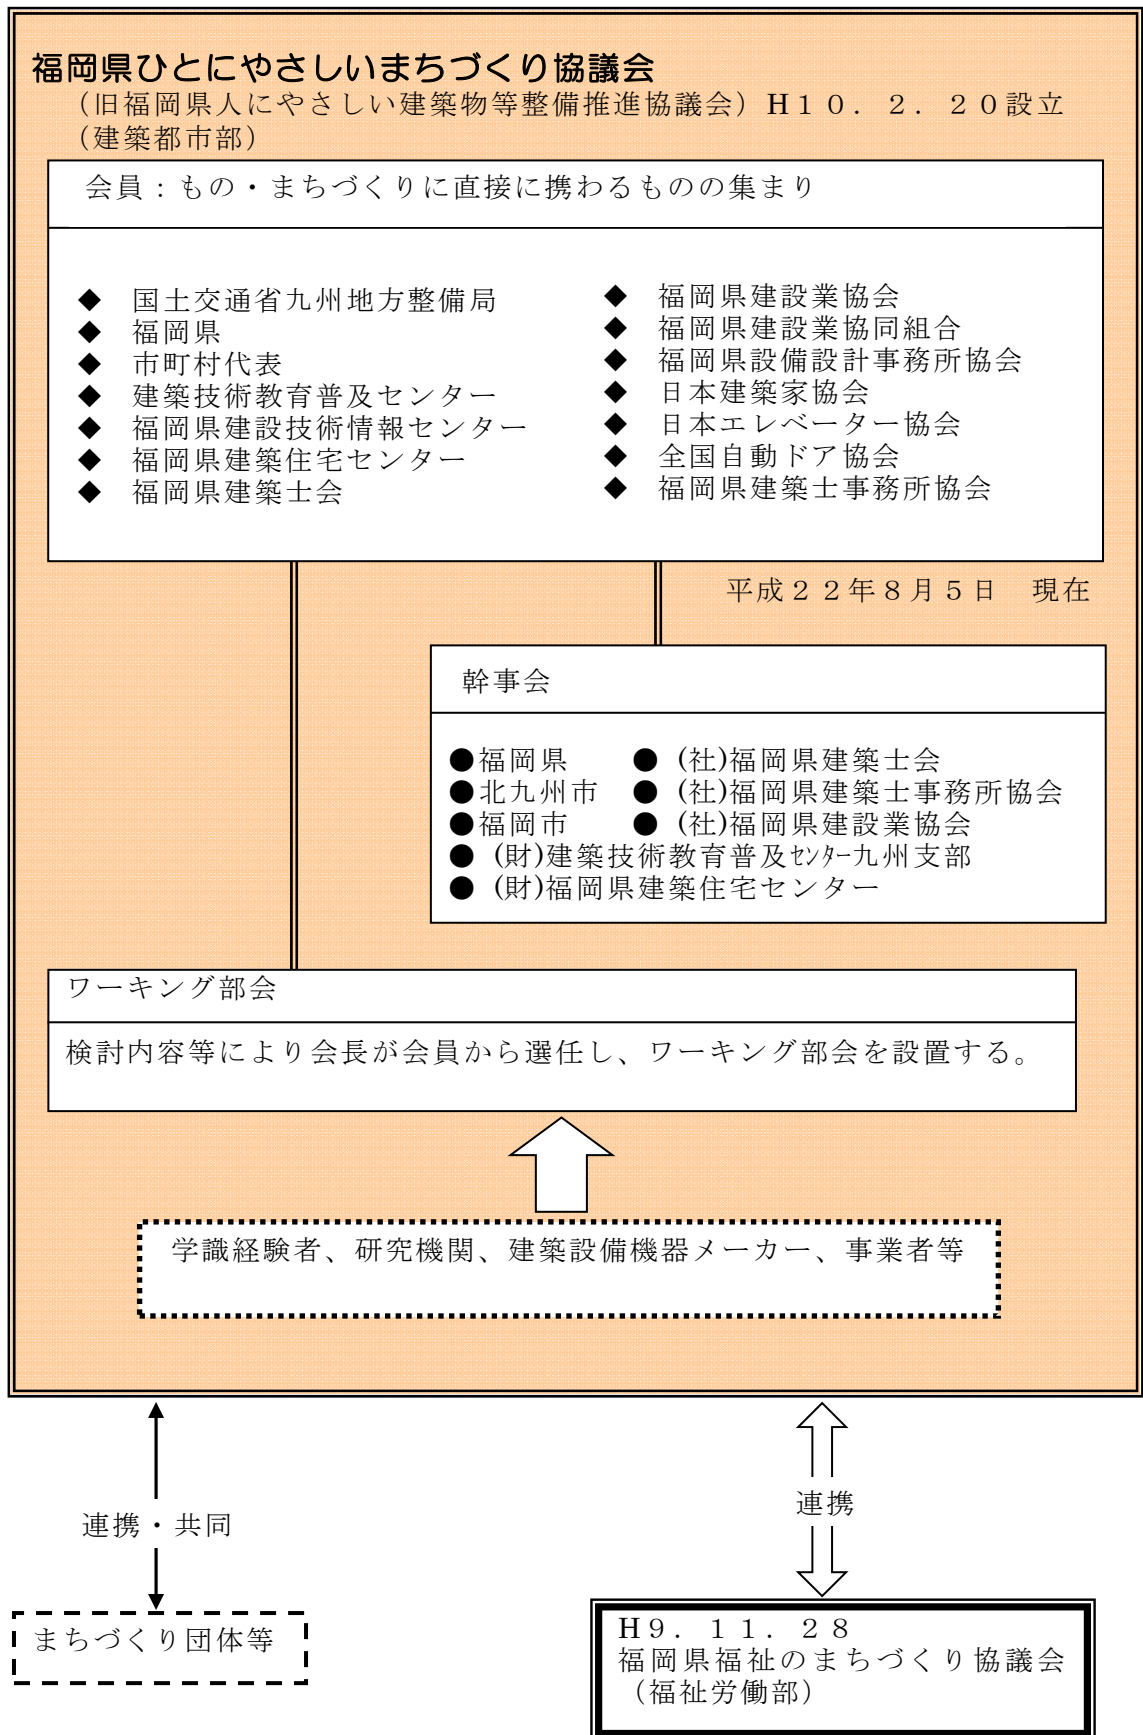 福岡県ひとにやさしいまちづくり協議会
（旧福岡県人にやさしい建築物等整備推進協議会）H１０．２．２０設立
（建築都市部）
会員：もの・まちづくりに直接に携わるものの集まり
◆ 国土交通省九州地方整備局
◆ 福岡県
◆ 市町村代表
◆ 建築技術教育普及センター
◆ 福岡県建設技術情報センター
◆ 福岡県建築住宅センター
◆ 福岡県建築士会
◆ 福岡県建設業協会
◆ 福岡県建設業協同組合
◆ 福岡県設備設計事務所協会
◆ 日本建築家協会
◆ 日本エレベーター協会
◆ 全国自動ドア協会
◆ 福岡県建築士事務所協会
平成２２年８月５日　現在
幹事会
●福岡県　● (社)福岡県建築士会
●北九州市　● (社)福岡県建築士事務所協会
●福岡市　● (社)福岡県建設業協会
● (財)建築技術教育普及ｾﾝﾀｰ九州支部
● (財)福岡県建築住宅センター
ワーキング部会
検討内容等により会長が会員から選任し、ワーキング部会を設置する。
学識経験者、研究機関、建築設備機器メーカー、事業者等
連携・共同
連携
まちづくり団体等
H９．１１．２８
福岡県福祉のまちづくり協議会
（福祉労働部）